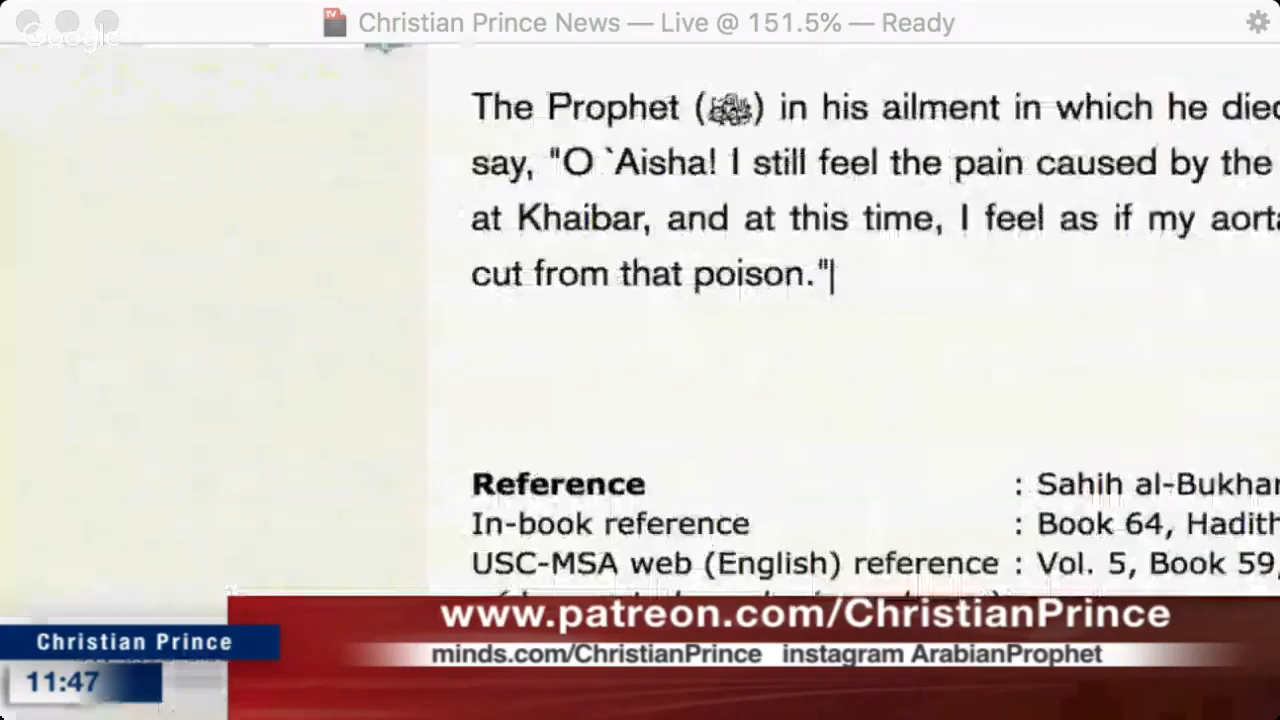 Christian Prince News — Live @ 151.5% — Ready
Google
The Prophet (ﷺ) in his ailment in which he died
say, "O `Aisha! I still feel the pain caused by the
at Khaibar, and at this time, I feel as if my aorta
cut from that poison."
Reference : Sahih al-Bukhar
In-book reference : Book 64, Hadith
USC-MSA web (English) reference : Vol. 5, Book 59,
www.patreon.com/ChristianPrince
minds.com/ChristianPrince instagram ArabianProphet
Christian Prince
11:47